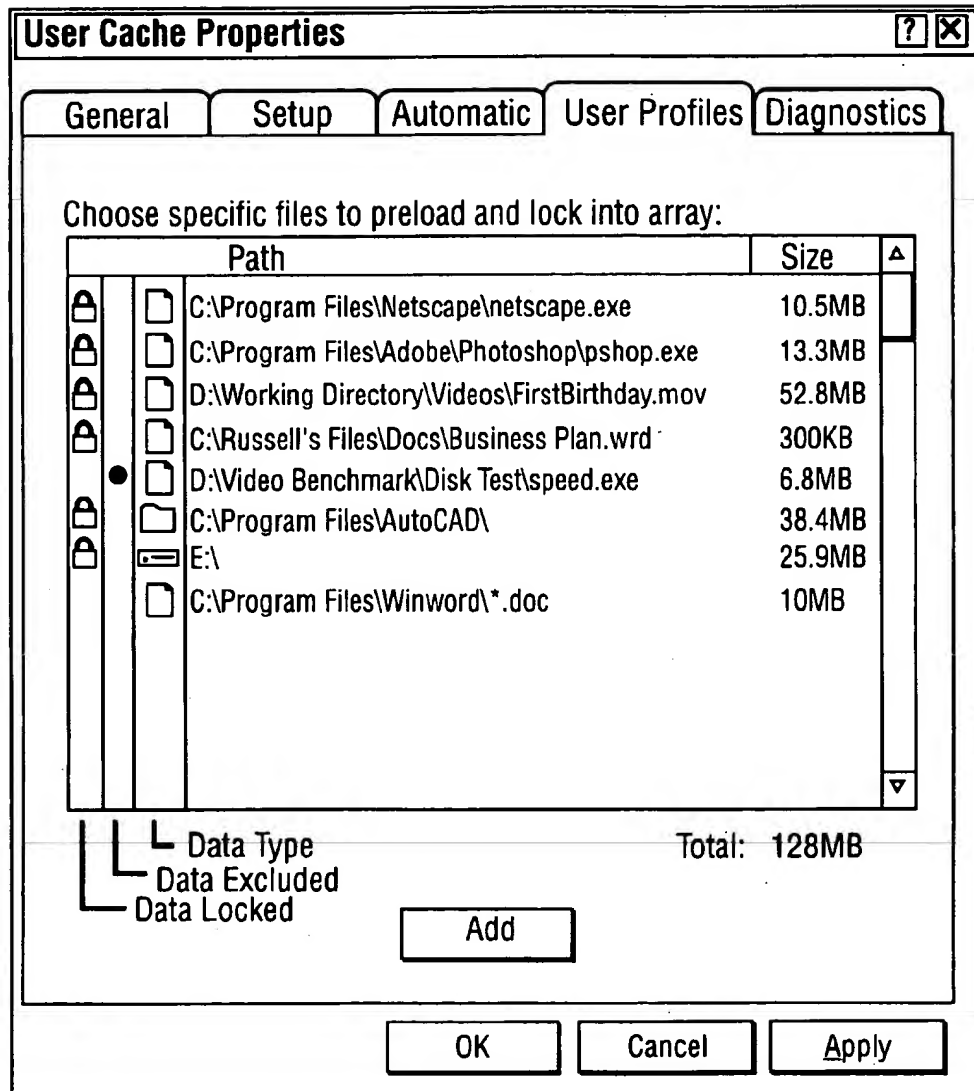 User Cache Properties ?
General Setup Automatic User Profiles Diagnostics
Choose specific files to preload and lock into array:
Path Size
C:\Program Files\Netscape\netscape.exe 10.5MB
C:\Program Files\Adobe\Photoshop\pshop.exe 13.3MB
D:\Working Directory\Videos\FirstBirthday.mov 52.8MB
C:\Russell's Files\Docs\Business Plan.wrd 300KB
D:\Video Benchmark\Disk Test\speed.exe 6.8MB
C:\Program Files\AutoCAD\ 38.4MB
E:\ 25.9MB
C:\Program Files\Winword\*.doc 10MB
Data Type Total: 128MB
Data Excluded
Data Locked
Add
OK Cancel Apply